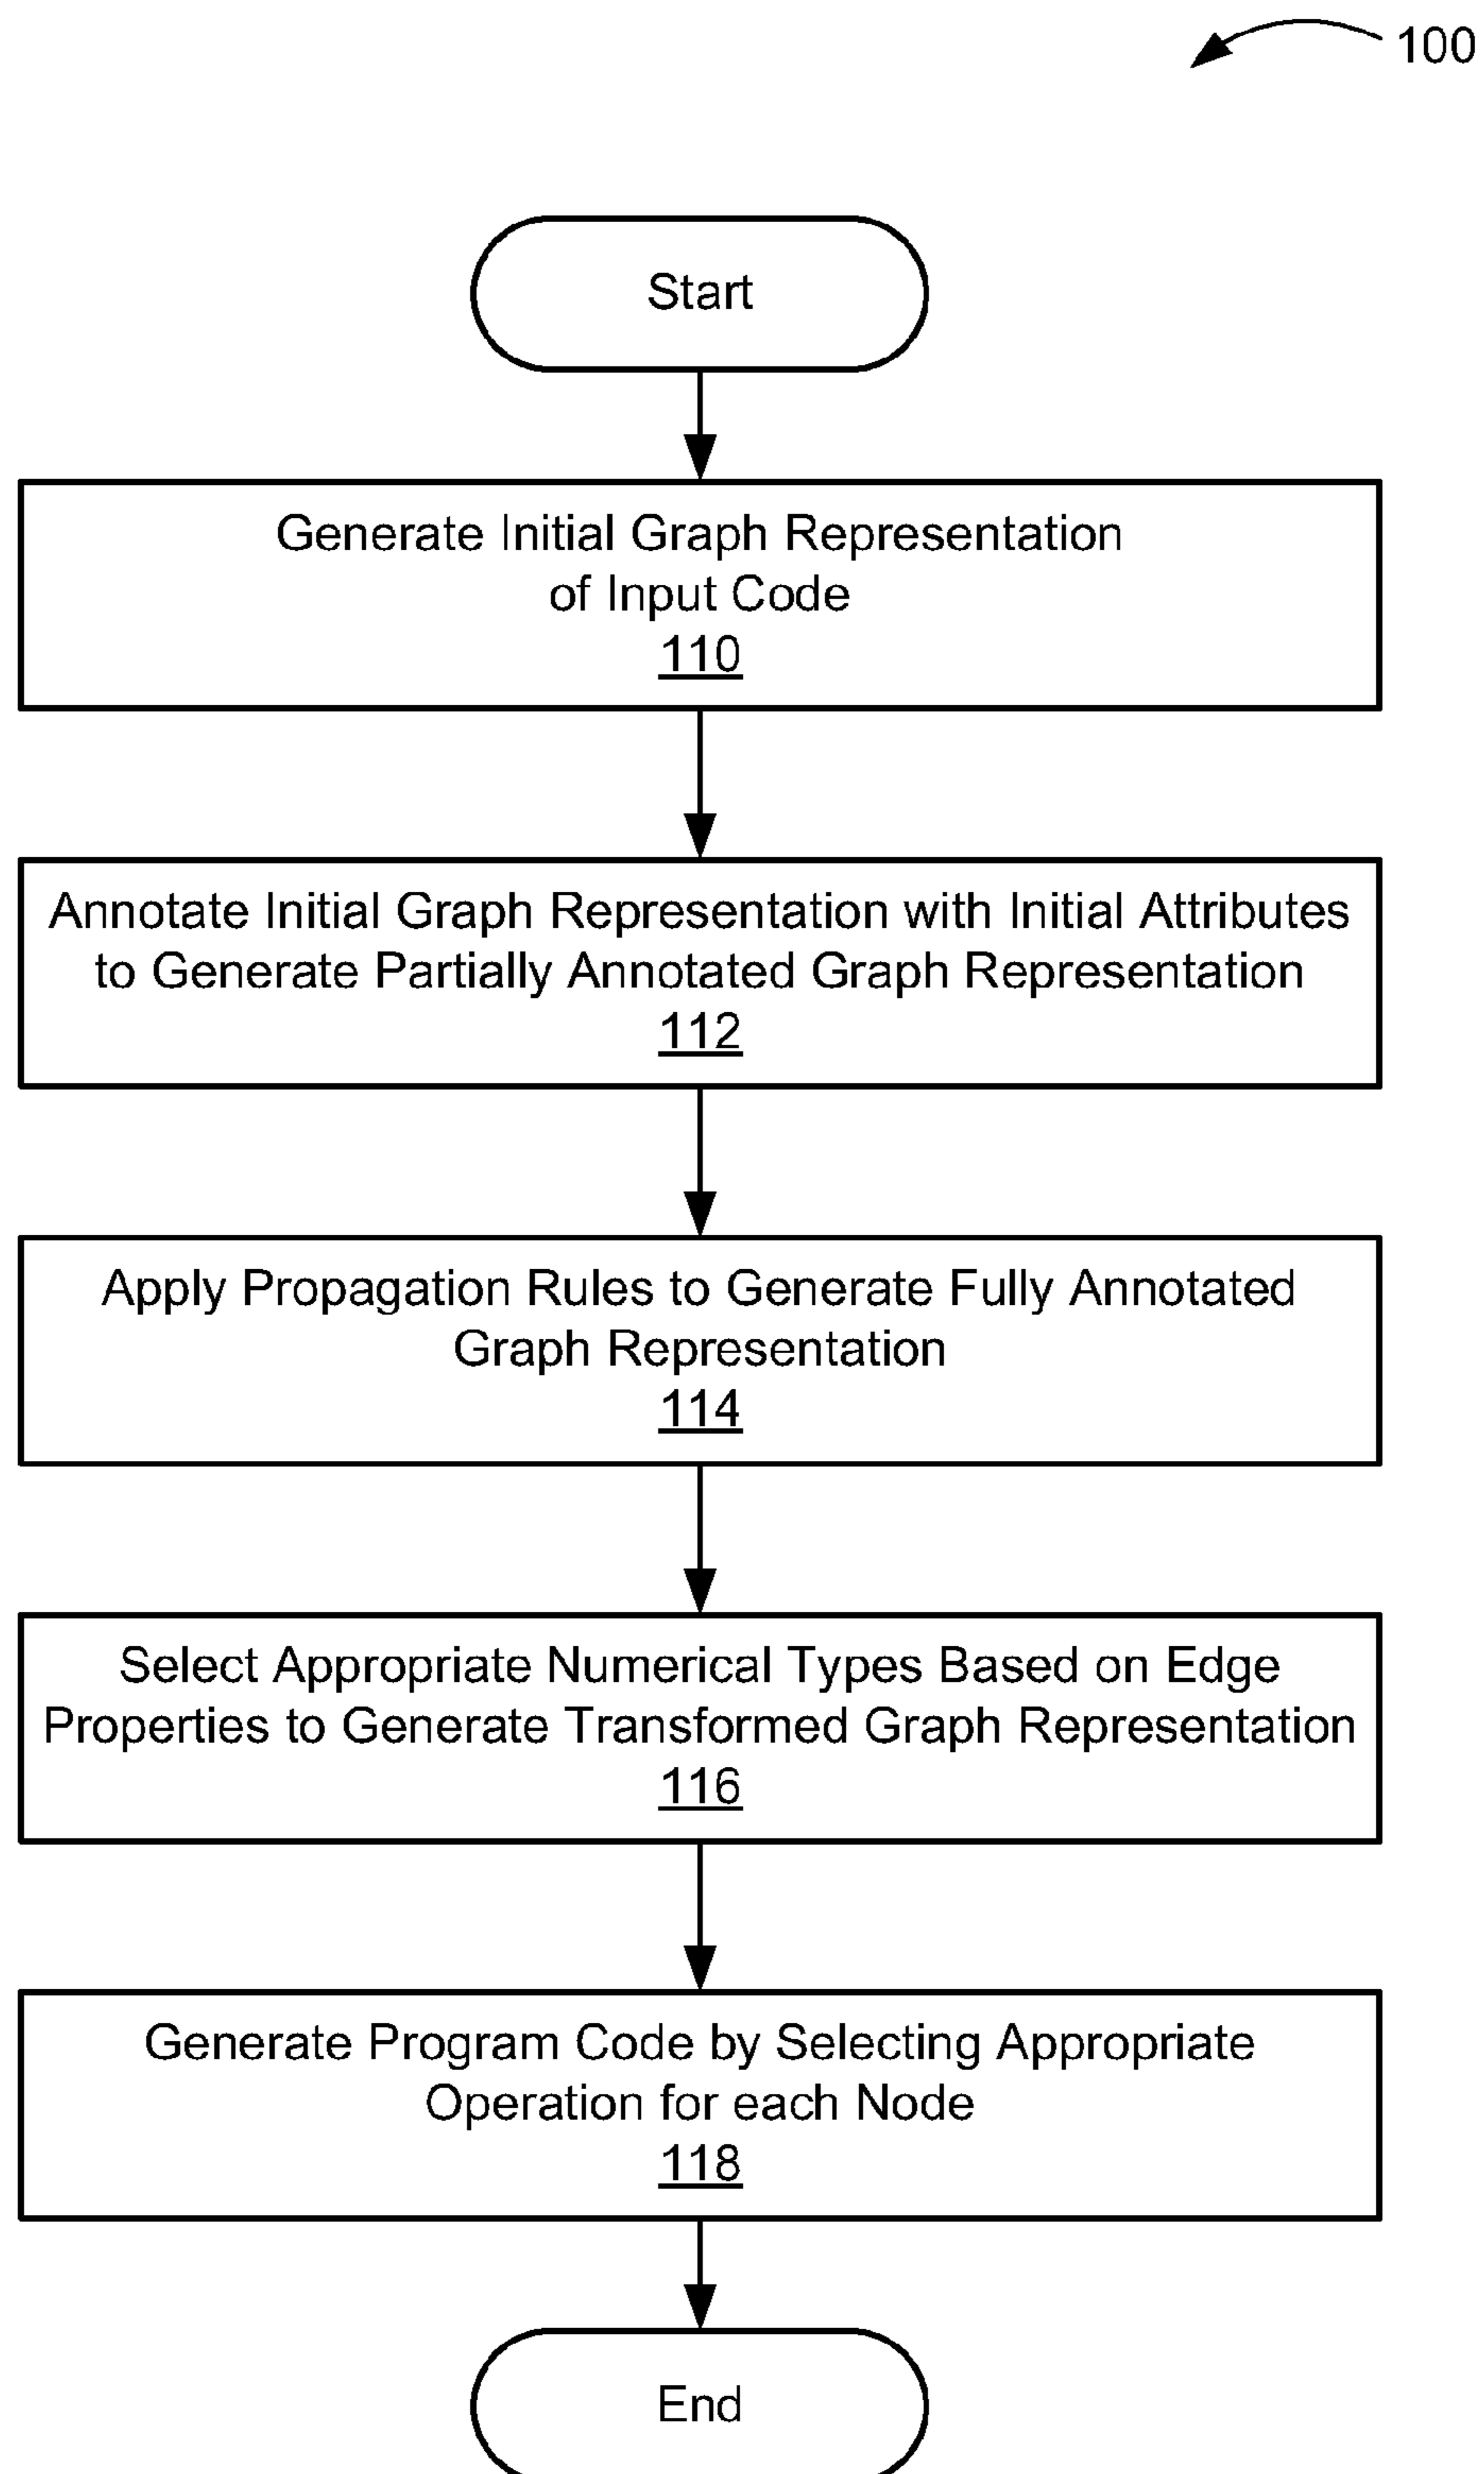 100
Start
Generate Initial Graph Representation
of Input Code
110
Annotate Initial Graph Representation with Initial Attributes
to Generate Partially Annotated Graph Representation
112
Apply Propagation Rules to Generate Fully Annotated
Graph Representation
114
Select Appropriate Numerical Types Based on Edge
Properties to Generate Transformed Graph Representation
116
Generate Program Code by Selecting Appropriate
Operation for each Node
118
End